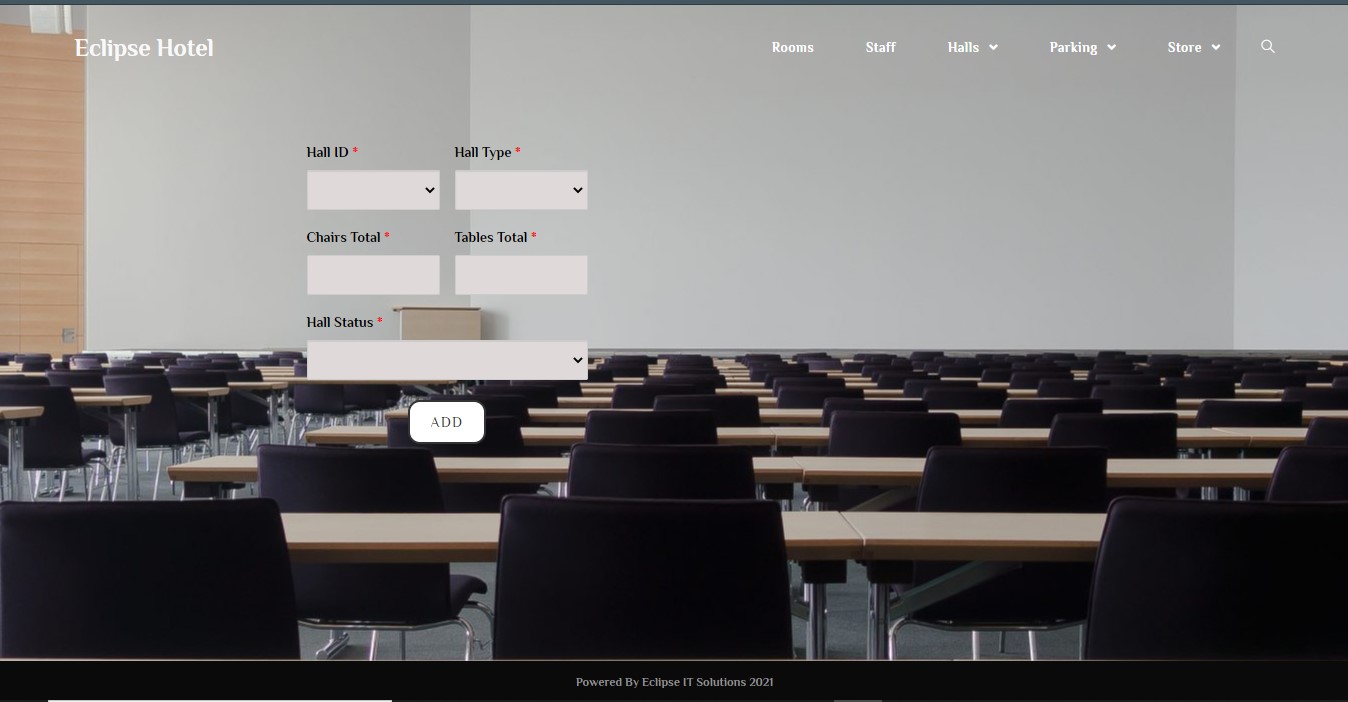 Eclipse Hotel
Rooms Staff Halls Parking Store
Hall ID * Hall Type *
Chairs Total * Tables Total *
Hall Status *
ADD
Powered By Eclipse IT Solutions 2021